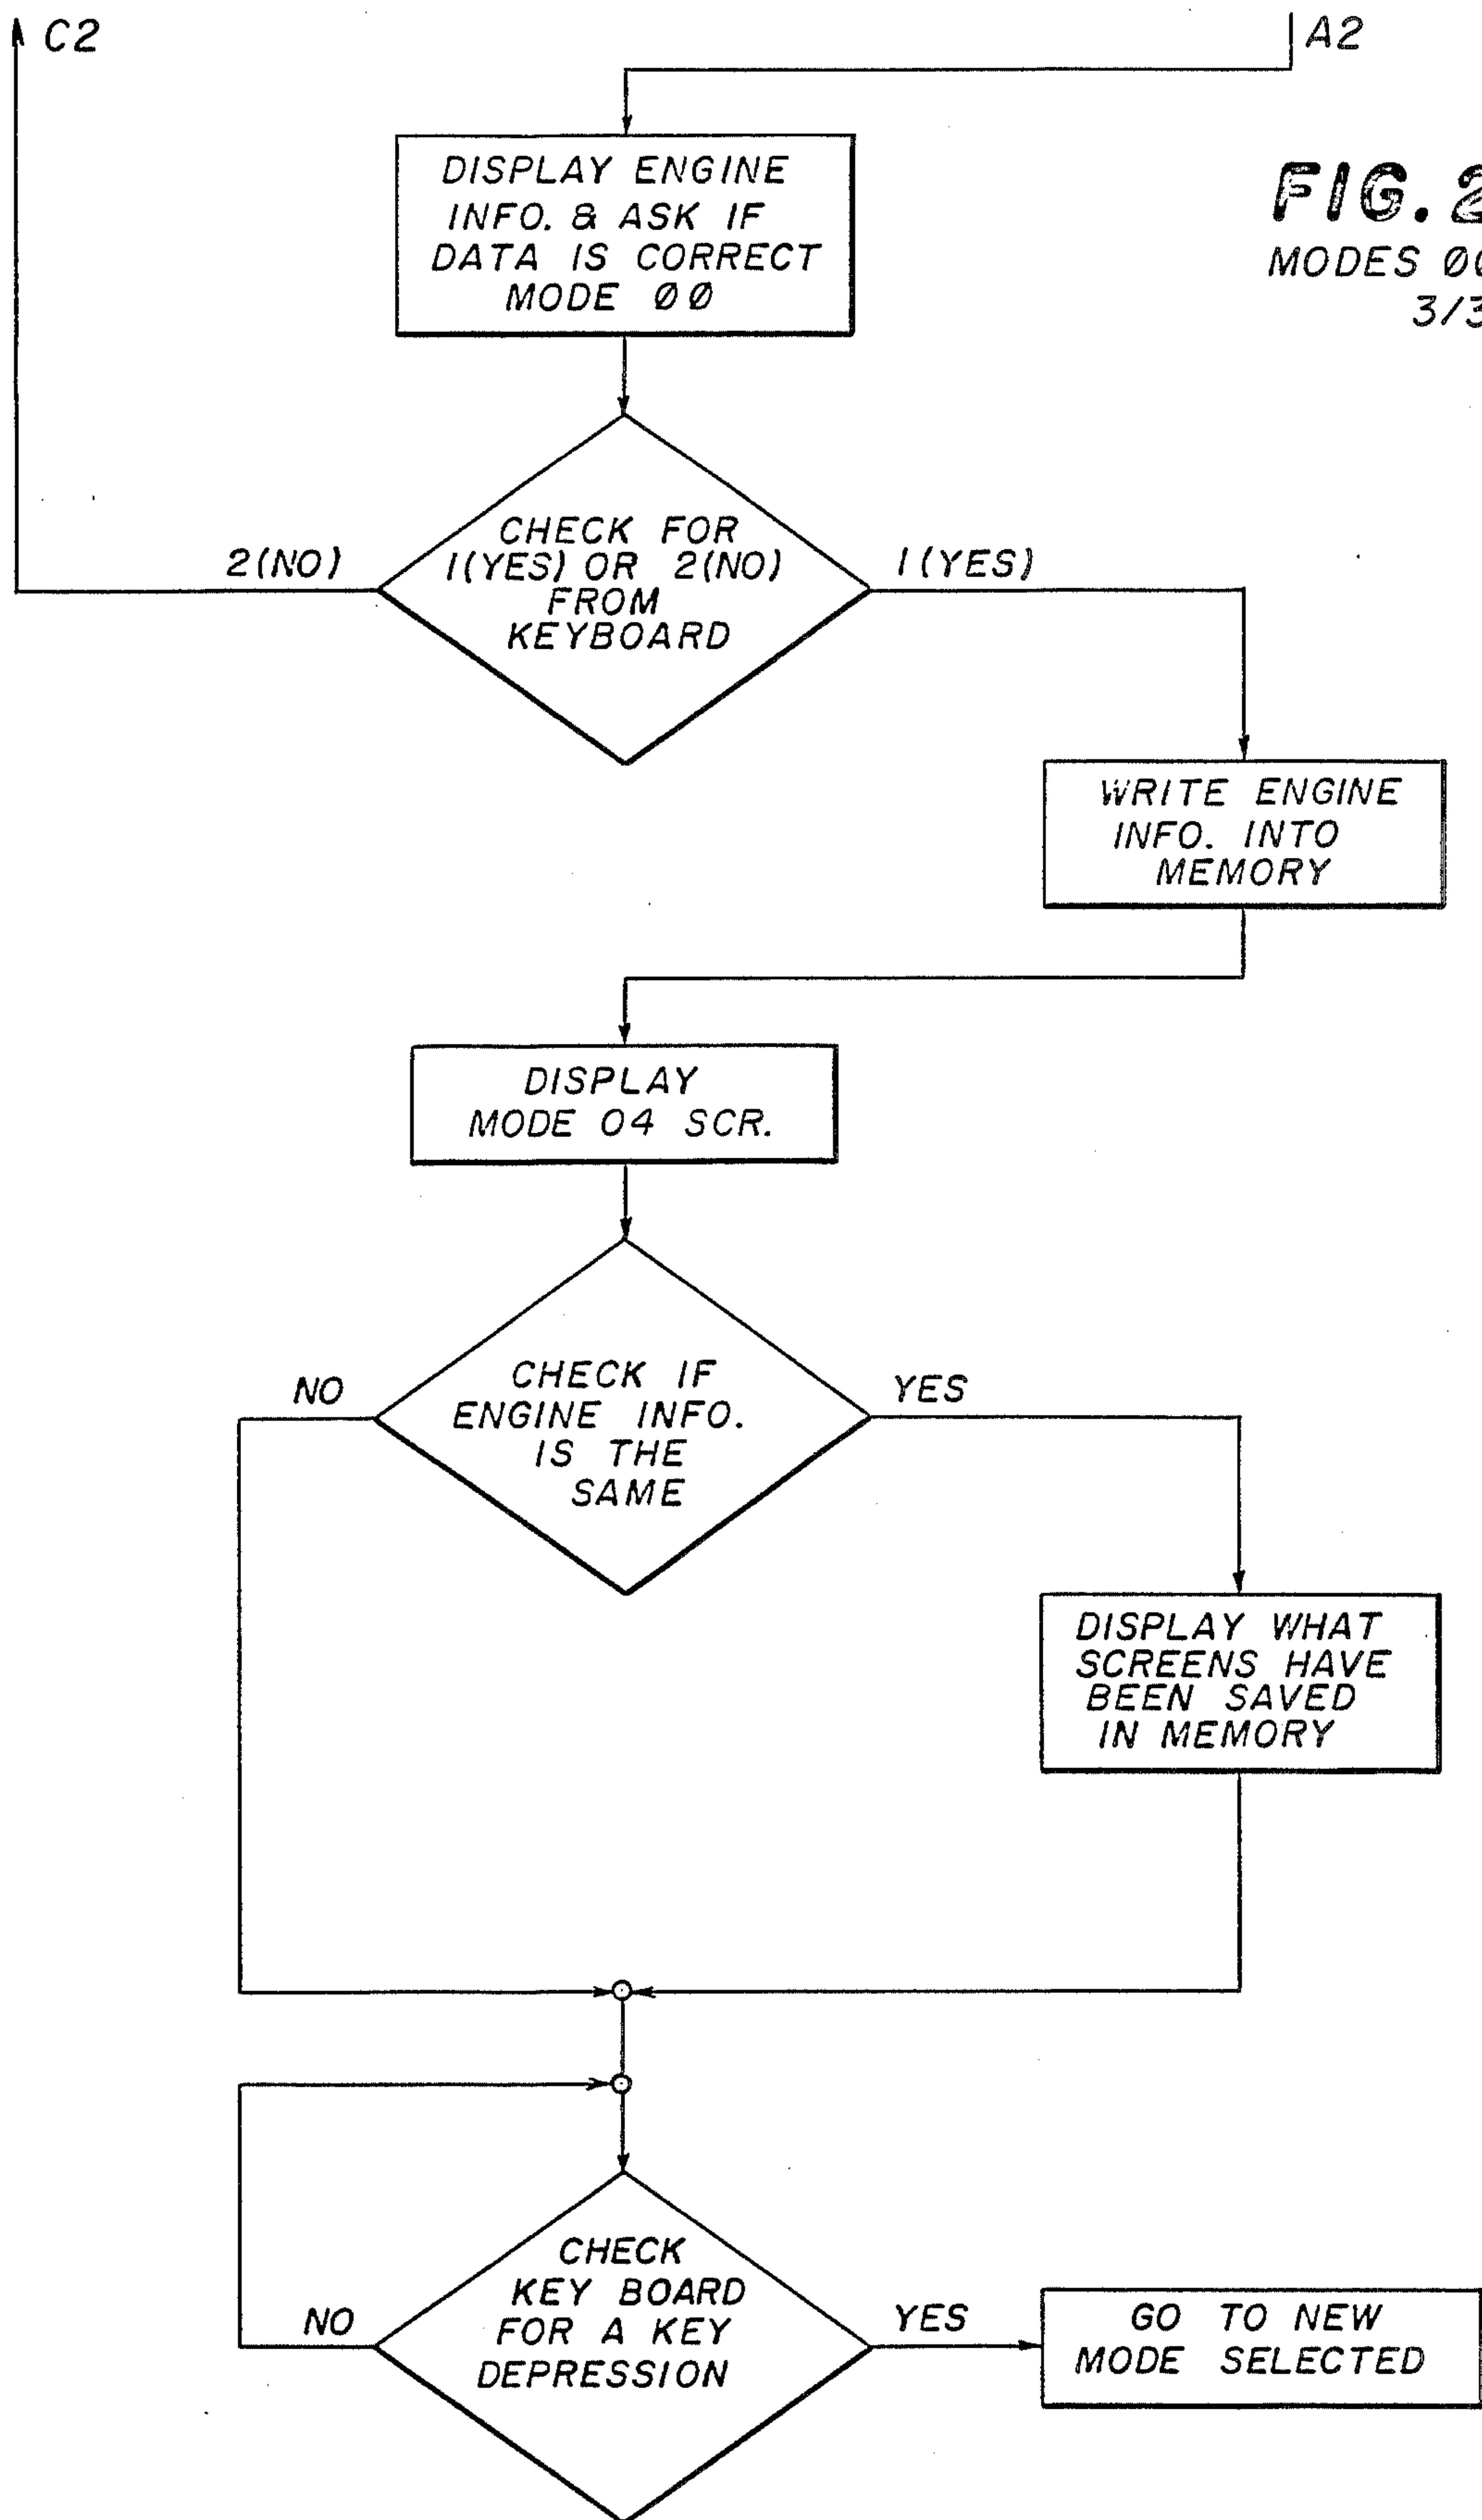 C2
A2
DISPLAY ENGINE
INFO. & ASK IF
DATA IS CORRECT
MODE ØØ
FIG. 2
MODES
3/3
CHECK FOR
1(YES) OR 2(NO)
FROM
KEYBOARD
2(NO)
1(YES)
WRITE ENGINE
INFO. INTO
MEMORY
DISPLAY
MODE 04 SCR.
CHECK IF
ENGINE INFO.
IS THE
SAME
NO
YES
DISPLAY WHAT
SCREENS HAVE
BEEN SAVED
IN MEMORY
CHECK
KEY BOARD
FOR A KEY
DEPRESSION
NO
YES
GO TO NEW
MODE SELECTED